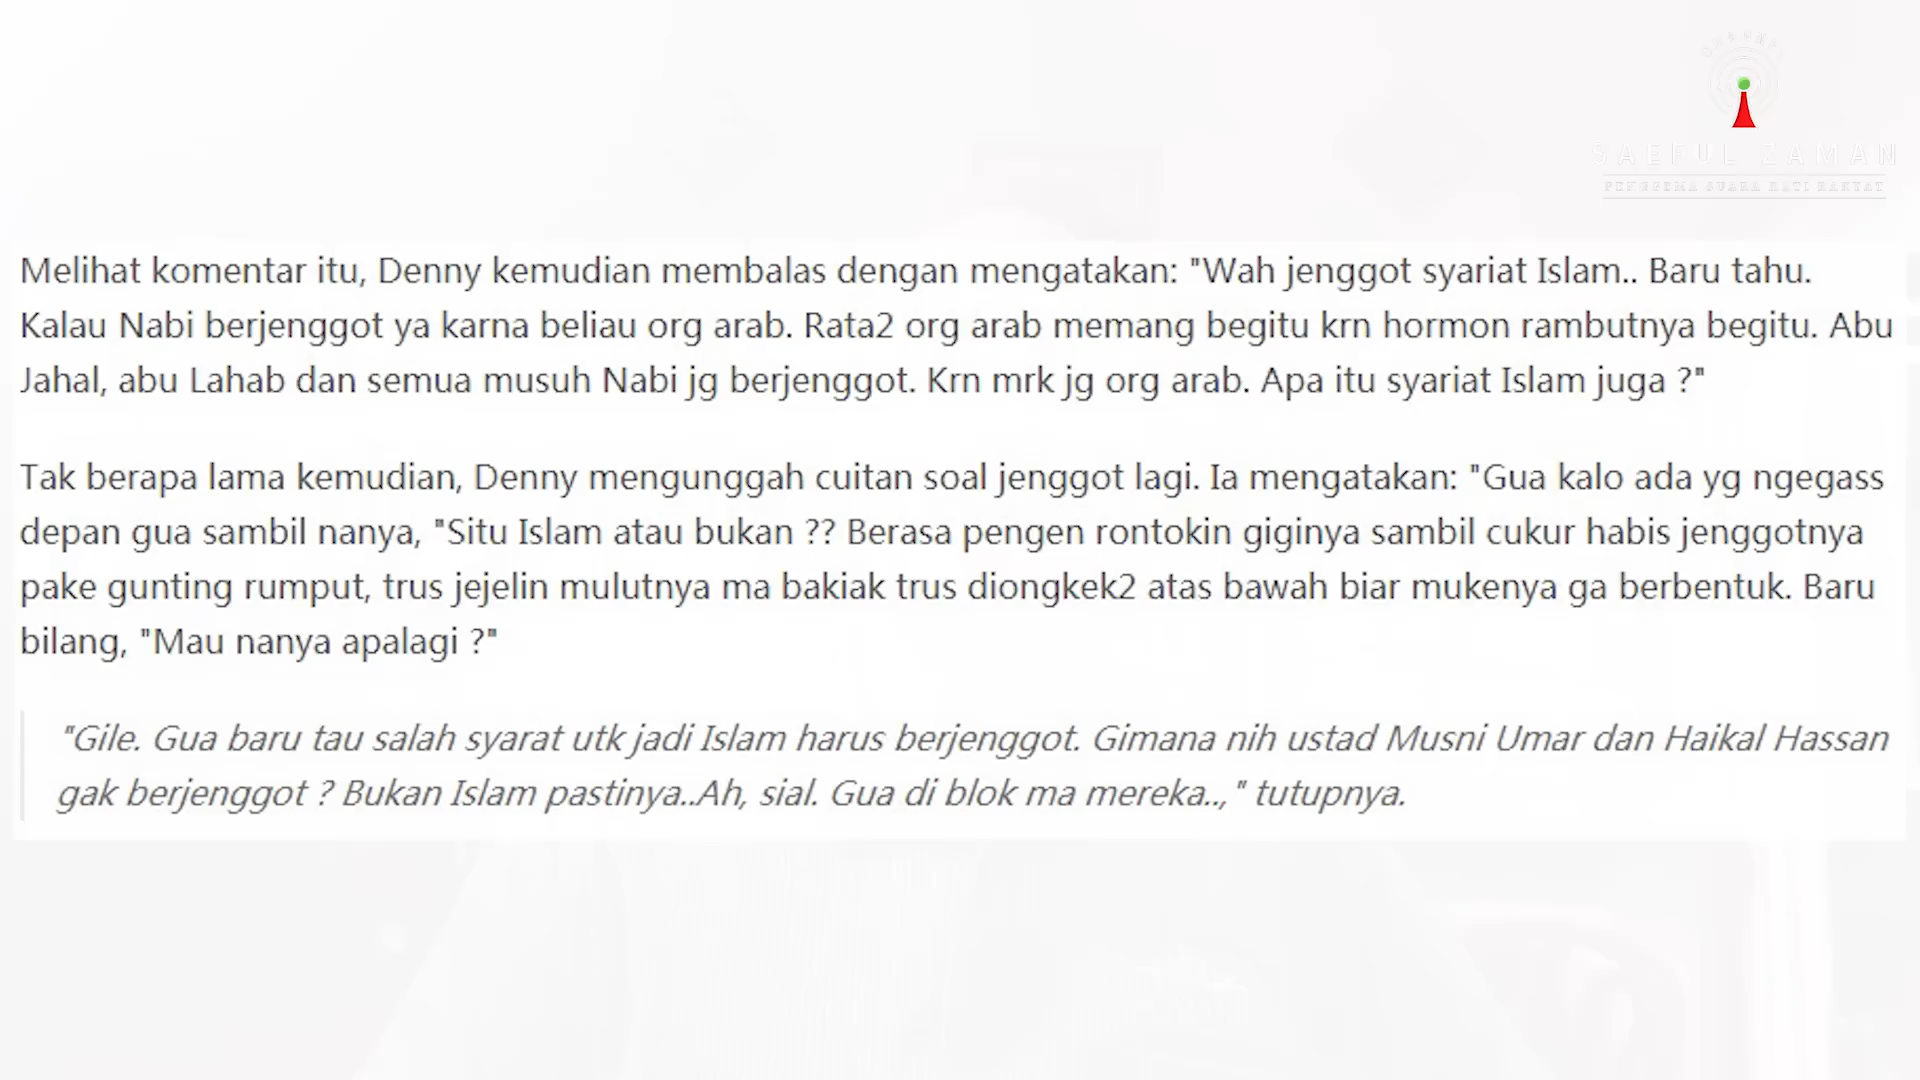 CHANNEL
SAEFUL ZAMAN
PENGGEMA SUARA HATI RAKYAT
Melihat komentar itu, Denny kemudian membalas dengan mengatakan: "Wah jenggot syariat Islam.. Baru tahu.
Kalau Nabi berjenggot ya karna beliau org arab. Rata2 org arab memang begitu krn hormon rambutnya begitu. Abu
Jahal, abu Lahab dan semua musuh Nabi jg berjenggot. Krn mrk jg org arab. Apa itu syariat Islam juga ?"
Tak berapa lama kemudian, Denny mengunggah cuitan soal jenggot lagi. Ia mengatakan: "Gua kalo ada yg ngegass
depan gua sambil nanya, "Situ Islam atau bukan ?? Berasa pengen rontokin giginya sambil cukur habis jenggotnya
pake gunting rumput, trus jejelin mulutnya ma bakiak trus diongkek2 atas bawah biar mukenya ga berbentuk. Baru
bilang, "Mau nanya apalagi ?"
"Gile. Gua baru tau salah syarat utk jadi Islam harus berjenggot. Gimana nih ustad Musni Umar dan Haikal Hassan
gak berjenggot ? Bukan Islam pastinya..Ah, sial. Gua di blok ma mereka..," tutupnya.